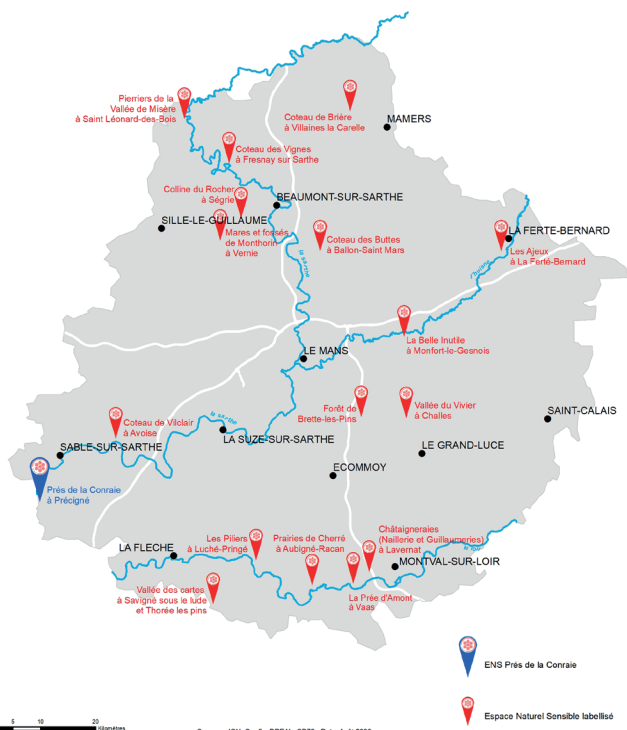 Pierriers de la
Vallée de Misère
à Saint Léonard-des-Bois
Coteau de Brière
à Villaines la Carelle
MAMERS
Coteau des Vignes
à Fresnay sur Sarthe
Colline du Rocher
à Ségrie
BEAUMONT-SUR-SARTHE
SILLE-LE-GUILLAUME
Mares et fossés
de Monthorin
à Vernie
Coteau des Buttes
à Ballon-Saint Mars
LA FERTE-BERNARD
Les Ajeux
à La Ferté-Bernard
la sarthe
l'huisne
La Belle Inutile
à Monfort-le-Gesnois
LE MANS
Forêt de
Brette-les-Pins
Vallée du Vivier
à Challes
SAINT-CALAIS
Coteau de Vilclair
à Avoise
la sarthe
LA SUZE-SUR-SARTHE
SABLE-SUR-SARTHE
LE GRAND-LUCE
ECOMMOY
Prés de la Conraie
à Précigné
Les Piliers
à Luché-Pringé
Prairies de Cherré
à Aubigné-Racan
Châtaigneraies
(Naillerie et Guillaumeries)
à Lavernat
le loir
LA FLECHE
MONTVAL-SUR-LOIR
Vallée des cartes
à Savigné sous le lude
et Thorée les pins
La Prée d'Amont
à Vaas
ENS Prés de la Conraie
Espace Naturel Sensible labellisé
5 10 20
Kilomètres